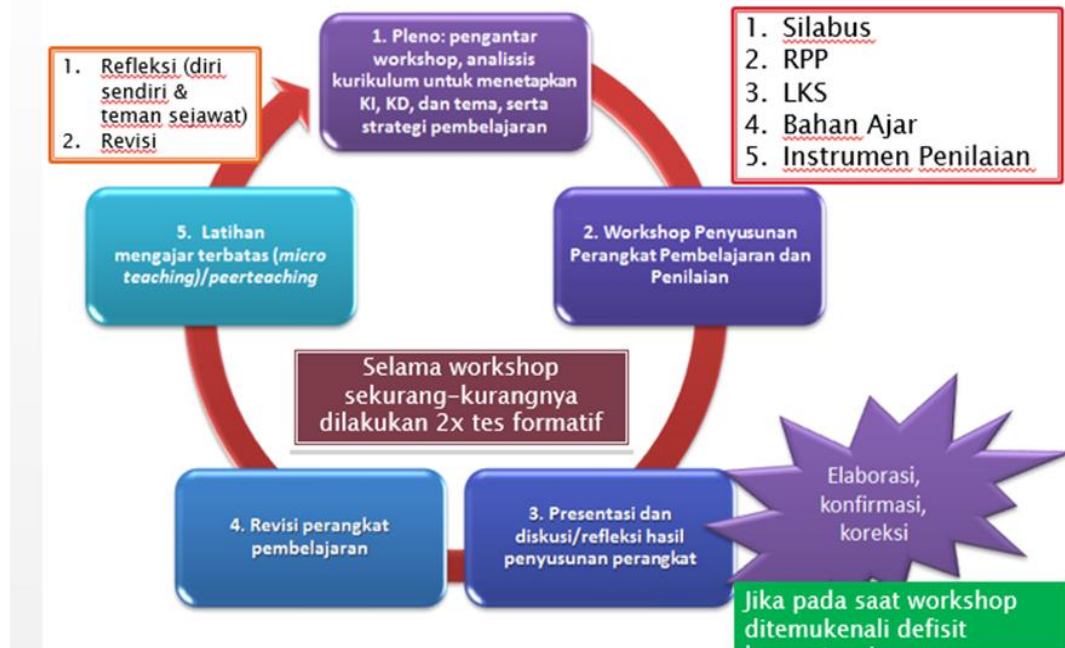 1. Pleno: pengantar
workshop, analissis
kurikulum untuk menetapkan
KI, KD, dan tema, serta
strategi pembelajaran
1. Silabus
2. RPP
3. LKS
4. Bahan Ajar
5. Instrumen Penilaian
1. Refleksi (diri
sendiri &
teman sejawat)
2. Revisi
5. Latihan
mengajar terbatas (micro
teaching)/peerteaching
2. Workshop Penyusunan
Perangkat Pembelajaran dan
Penilaian
Selama workshop
sekurang-kurangnya
dilakukan 2x tes formatif
Elaborasi,
konfirmasi,
koreksi
4. Revisi perangkat
pembelajaran
3. Presentasi dan
diskusi/refleksi hasil
penyusunan perangkat
Jika pada saat workshop
ditemukenali defisit